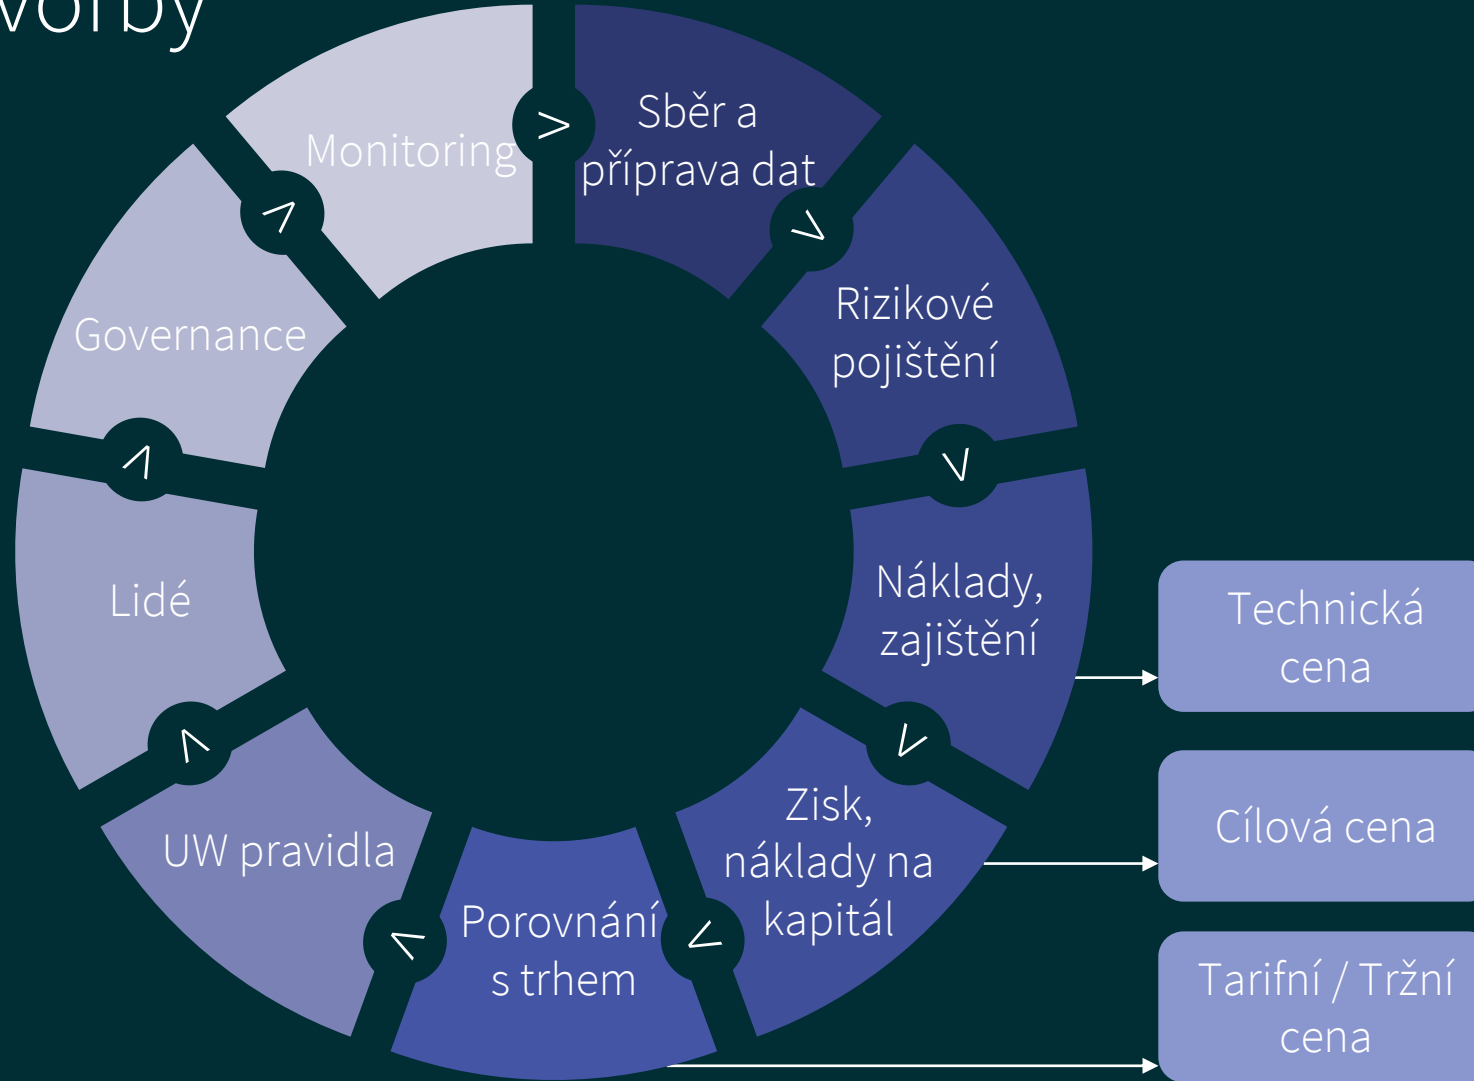 vorby
Monitoring
Sběr a
příprava dat
Rizikové
pojištění
Náklady,
zajištění
Zisk,
náklady na
kapitál
Porovnání
s trhem
UW pravidla
Lidé
Governance
Technická
cena
Cílová cena
Tarifní / Tržní
cena